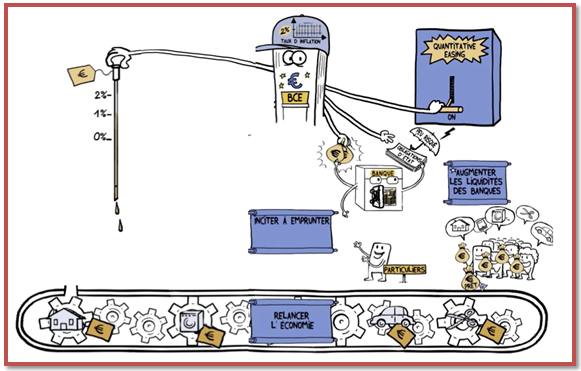 2%
TAUX D INFLATION
€
BCE
QUANTITATIVE
EASING
ON
€
2%-
1%-
0%-
PEU RISQUÉ
OBLIGATIONS
D'ÉTAT
€
BANQUE
AUGMENTER
LES LIQUIDITÉS
DES BANQUES
INCITER À EMPRUNTER
PARTICULIERS
€
€
€
€
€
PRÊT
RELANCER
L'ÉCONOMIE
€
€
€
€